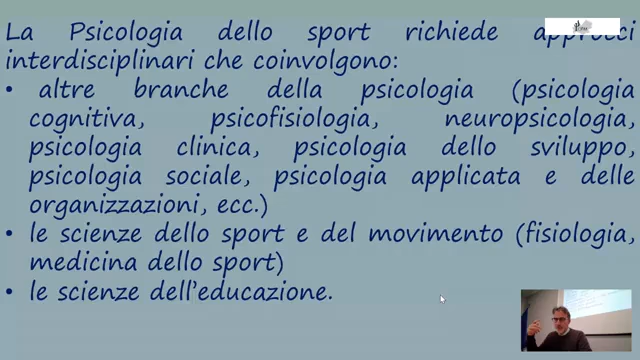 La Psicologia dello sport richiede approcci
interdisciplinari che coinvolgono:
• altre branche della psicologia (psicologia
cognitiva, psicofisiologia, neuropsicologia,
psicologia clinica, psicologia dello sviluppo,
psicologia sociale, psicologia applicata e delle
organizzazioni, ecc.)
• le scienze dello sport e del movimento (fisiologia,
medicina dello sport)
• le scienze dell'educazione.